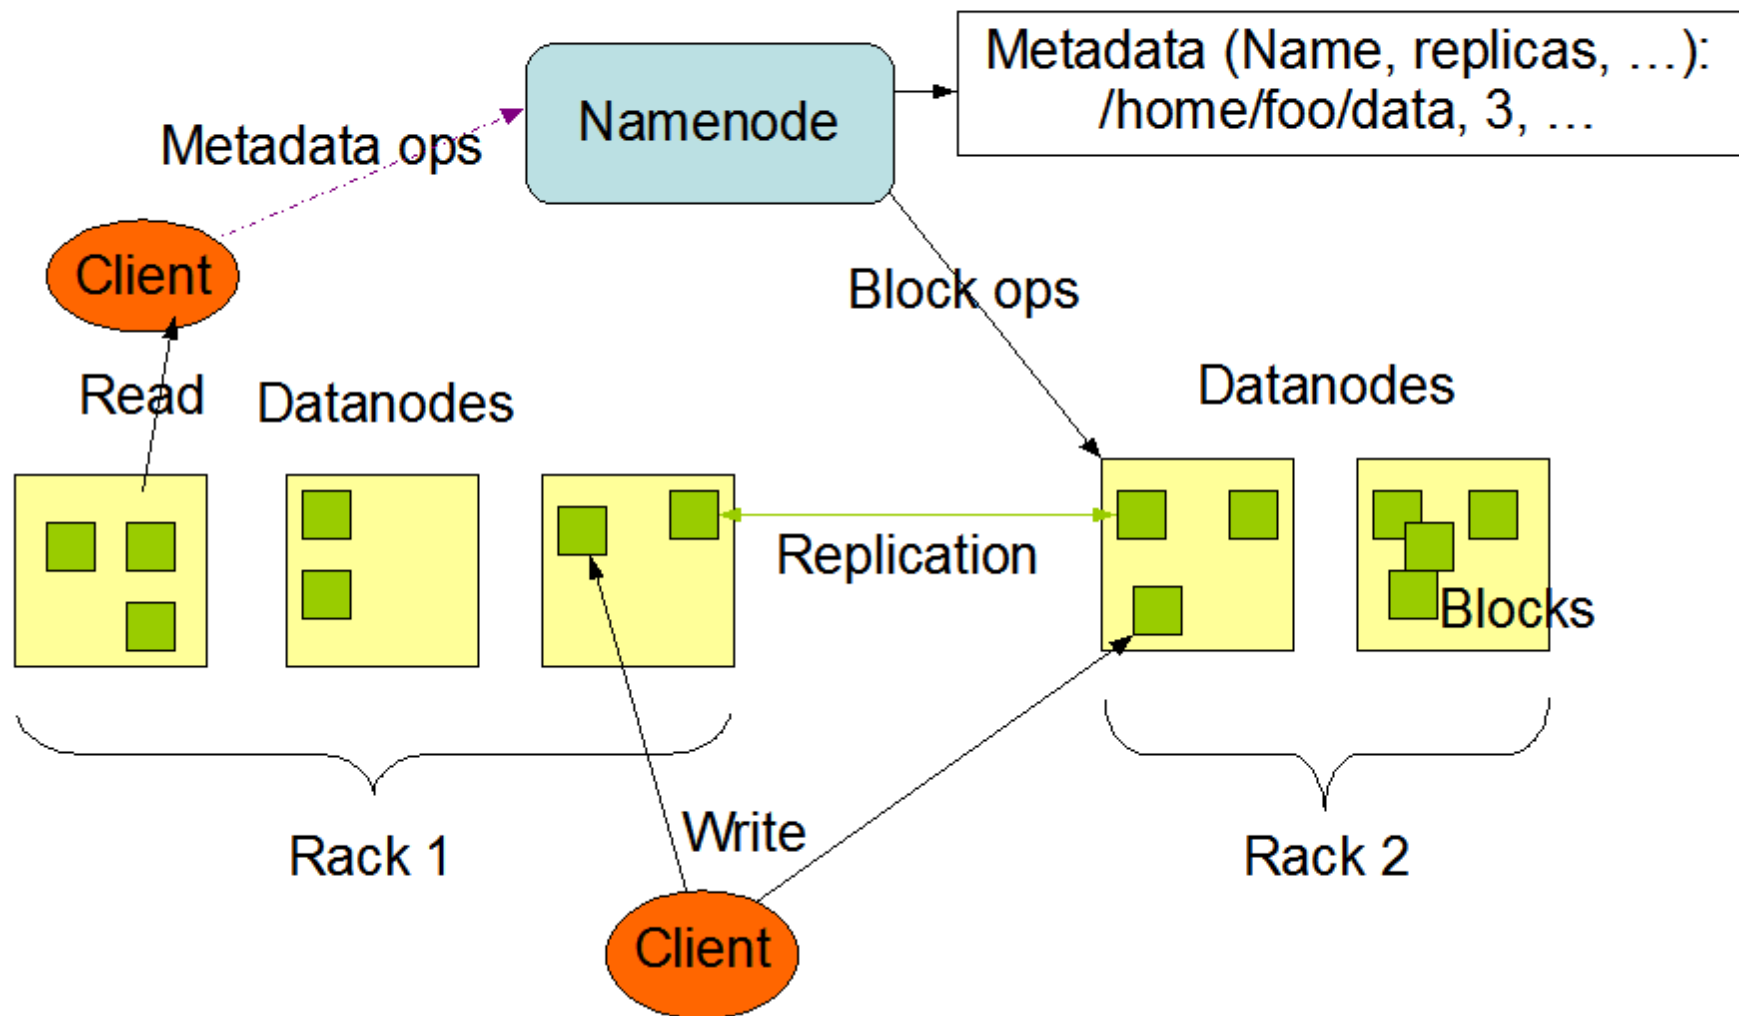 Metadata (Name, replicas, …):
/home/foo/data, 3, …
Namenode
Metadata ops
Client
Block ops
Read
Datanodes
Datanodes
Replication
Blocks
Rack 1
Write
Rack 2
Client